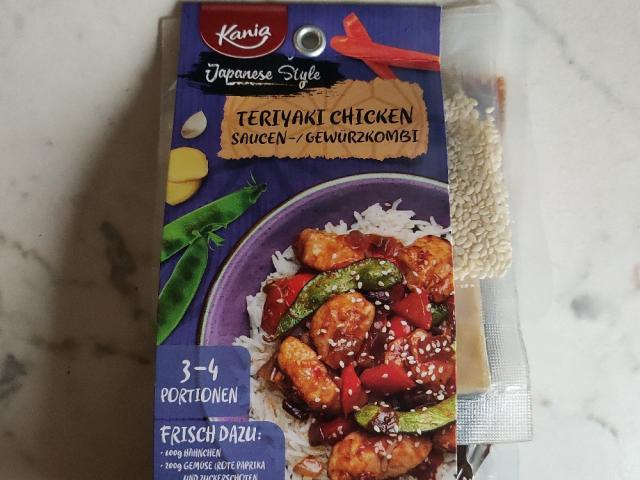 Kania
Japanese Style
TERIYAKI CHICKEN
SAUCEN-/GEWÜRZKOMBI
3-4
PORTIONEN
FRISCH DAZU:
• 600g HÄHNCHEN
• 200g GEMÜSE (ROTE PAPRIKA
UND ZUCKERSCHOTEN